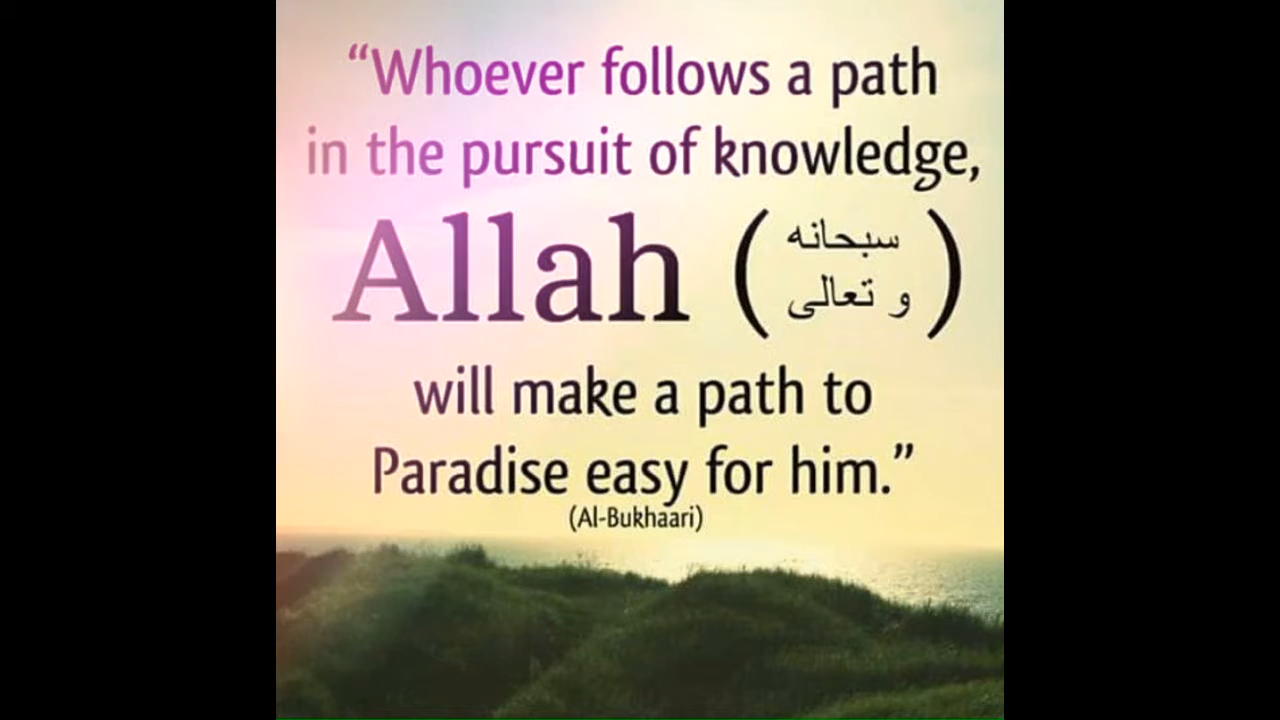 “Whoever follows a path
in the pursuit of knowledge,
Allah (سبحانه و تعالى)
will make a path to
Paradise easy for him.”
(Al-Bukhaari)